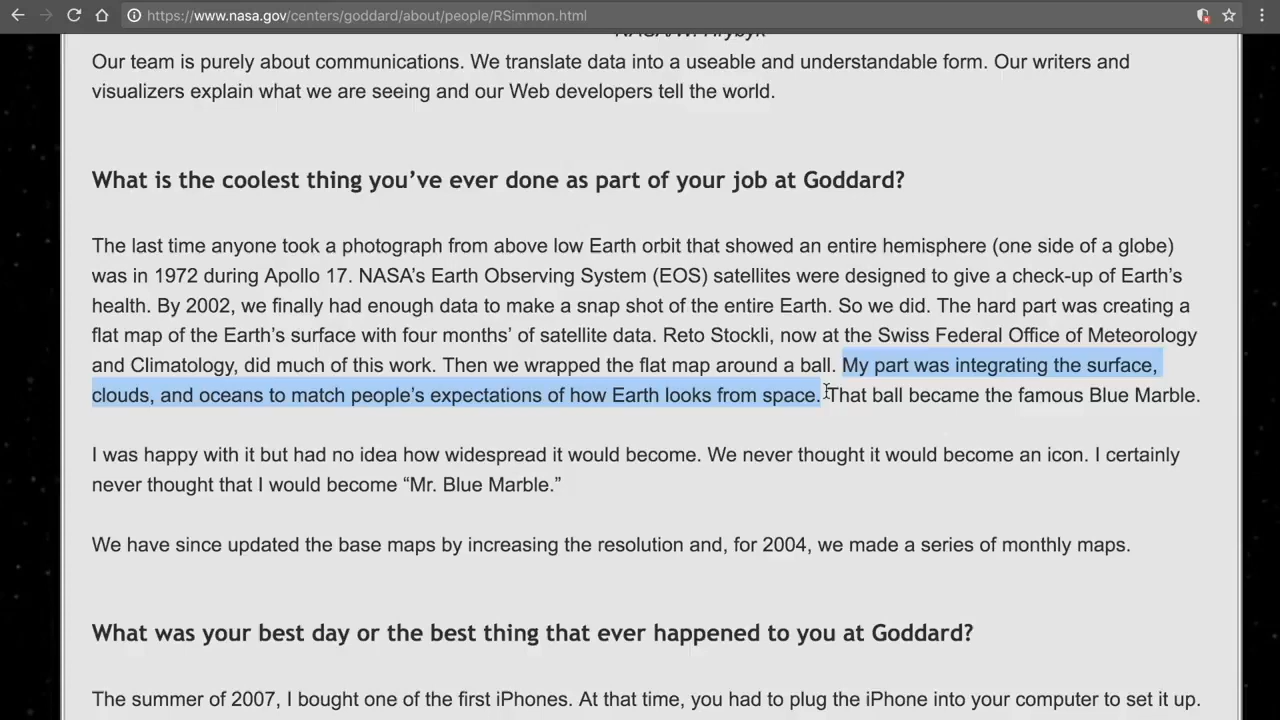 https://www.nasa.gov/centers/goddard/about/people/RSimmon.html
NASA/W. Hrybyk
Our team is purely about communications. We translate data into a useable and understandable form. Our writers and
visualizers explain what we are seeing and our Web developers tell the world.
What is the coolest thing you’ve ever done as part of your job at Goddard?
The last time anyone took a photograph from above low Earth orbit that showed an entire hemisphere (one side of a globe)
was in 1972 during Apollo 17. NASA’s Earth Observing System (EOS) satellites were designed to give a check-up of Earth’s
health. By 2002, we finally had enough data to make a snap shot of the entire Earth. So we did. The hard part was creating a
flat map of the Earth’s surface with four months’ of satellite data. Reto Stockli, now at the Swiss Federal Office of Meteorology
and Climatology, did much of this work. Then we wrapped the flat map around a ball. My part was integrating the surface,
clouds, and oceans to match people’s expectations of how Earth looks from space. That ball became the famous Blue Marble.
I was happy with it but had no idea how widespread it would become. We never thought it would become an icon. I certainly
never thought that I would become “Mr. Blue Marble.”
We have since updated the base maps by increasing the resolution and, for 2004, we made a series of monthly maps.
What was your best day or the best thing that ever happened to you at Goddard?
The summer of 2007, I bought one of the first iPhones. At that time, you had to plug the iPhone into your computer to set it up.